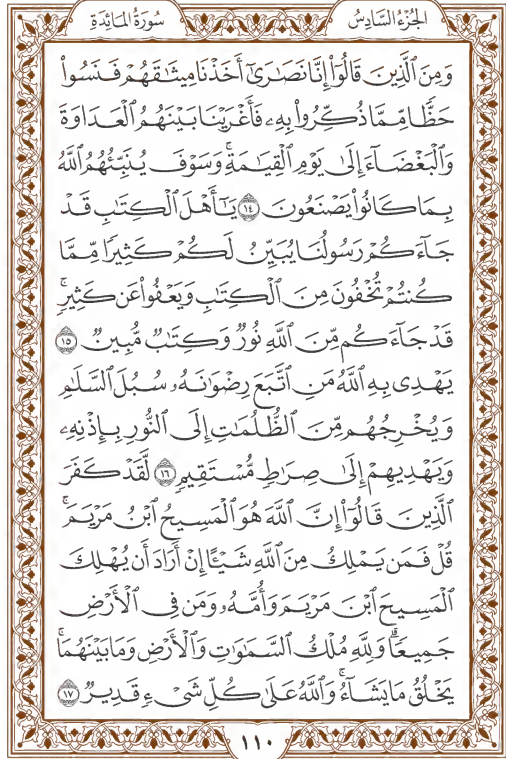 الجُزْءُ السَّادِسُ سُورَةُ المَائِدَةِ
وَمِنَ ٱلَّذِينَ قَالُوٓا۟ إِنَّا نَصَٰرَىٰٓ أَخَذْنَا مِيثَٰقَهُمْ فَنَسُوا۟
حَظًّا مِّمَّا ذُكِّرُوا۟ بِهِۦ فَأَغْرَيْنَا بَيْنَهُمُ ٱلْعَدَاوَةَ
وَٱلْبَغْضَآءَ إِلَىٰ يَوْمِ ٱلْقِيَٰمَةِ ۚ وَسَوْفَ يُنَبِّئُهُمُ ٱللَّهُ
بِمَا كَانُوا۟ يَصْنَعُونَ ١٤ يَٰٓأَهْلَ ٱلْكِتَٰبِ قَدْ
جَآءَكُمْ رَسُولُنَا يُبَيِّنُ لَكُمْ كَثِيرًا مِّمَّا
كُنتُمْ تُخْفُونَ مِنَ ٱلْكِتَٰبِ وَيَعْفُوا۟ عَن كَثِيرٍ ۚ
قَدْ جَآءَكُم مِّنَ ٱللَّهِ نُورٌ وَكِتَٰبٌ مُّبِينٌ ١٥
يَهْدِى بِهِ ٱللَّهُ مَنِ ٱتَّبَعَ رِضْوَٰنَهُۥ سُبُلَ ٱلسَّلَٰمِ
وَيُخْرِجُهُم مِّنَ ٱلظُّلُمَٰتِ إِلَى ٱلنُّورِ بِإِذْنِهِۦ
وَيَهْدِيهِمْ إِلَىٰ صِرَٰطٍ مُّسْتَقِيمٍ ١٦ لَّقَدْ كَفَرَ
ٱلَّذِينَ قَالُوٓا۟ إِنَّ ٱللَّهَ هُوَ ٱلْمَسِيحُ ٱبْنُ مَرْيَمَ ۚ
قُلْ فَمَن يَمْلِكُ مِنَ ٱللَّهِ شَيْـًٔا إِنْ أَرَادَ أَن يُهْلِكَ
ٱلْمَسِيحَ ٱبْنَ مَرْيَمَ وَأُمَّهُۥ وَمَن فِى ٱلْأَرْضِ
جَمِيعًا ۗ وَلِلَّهِ مُلْكُ ٱلسَّمَٰوَٰتِ وَٱلْأَرْضِ وَمَا بَيْنَهُمَا ۚ
يَخْلُقُ مَا يَشَآءُ ۚ وَٱللَّهُ عَلَىٰ كُلِّ شَىْءٍ قَدِيرٌ ١٧
١١٠